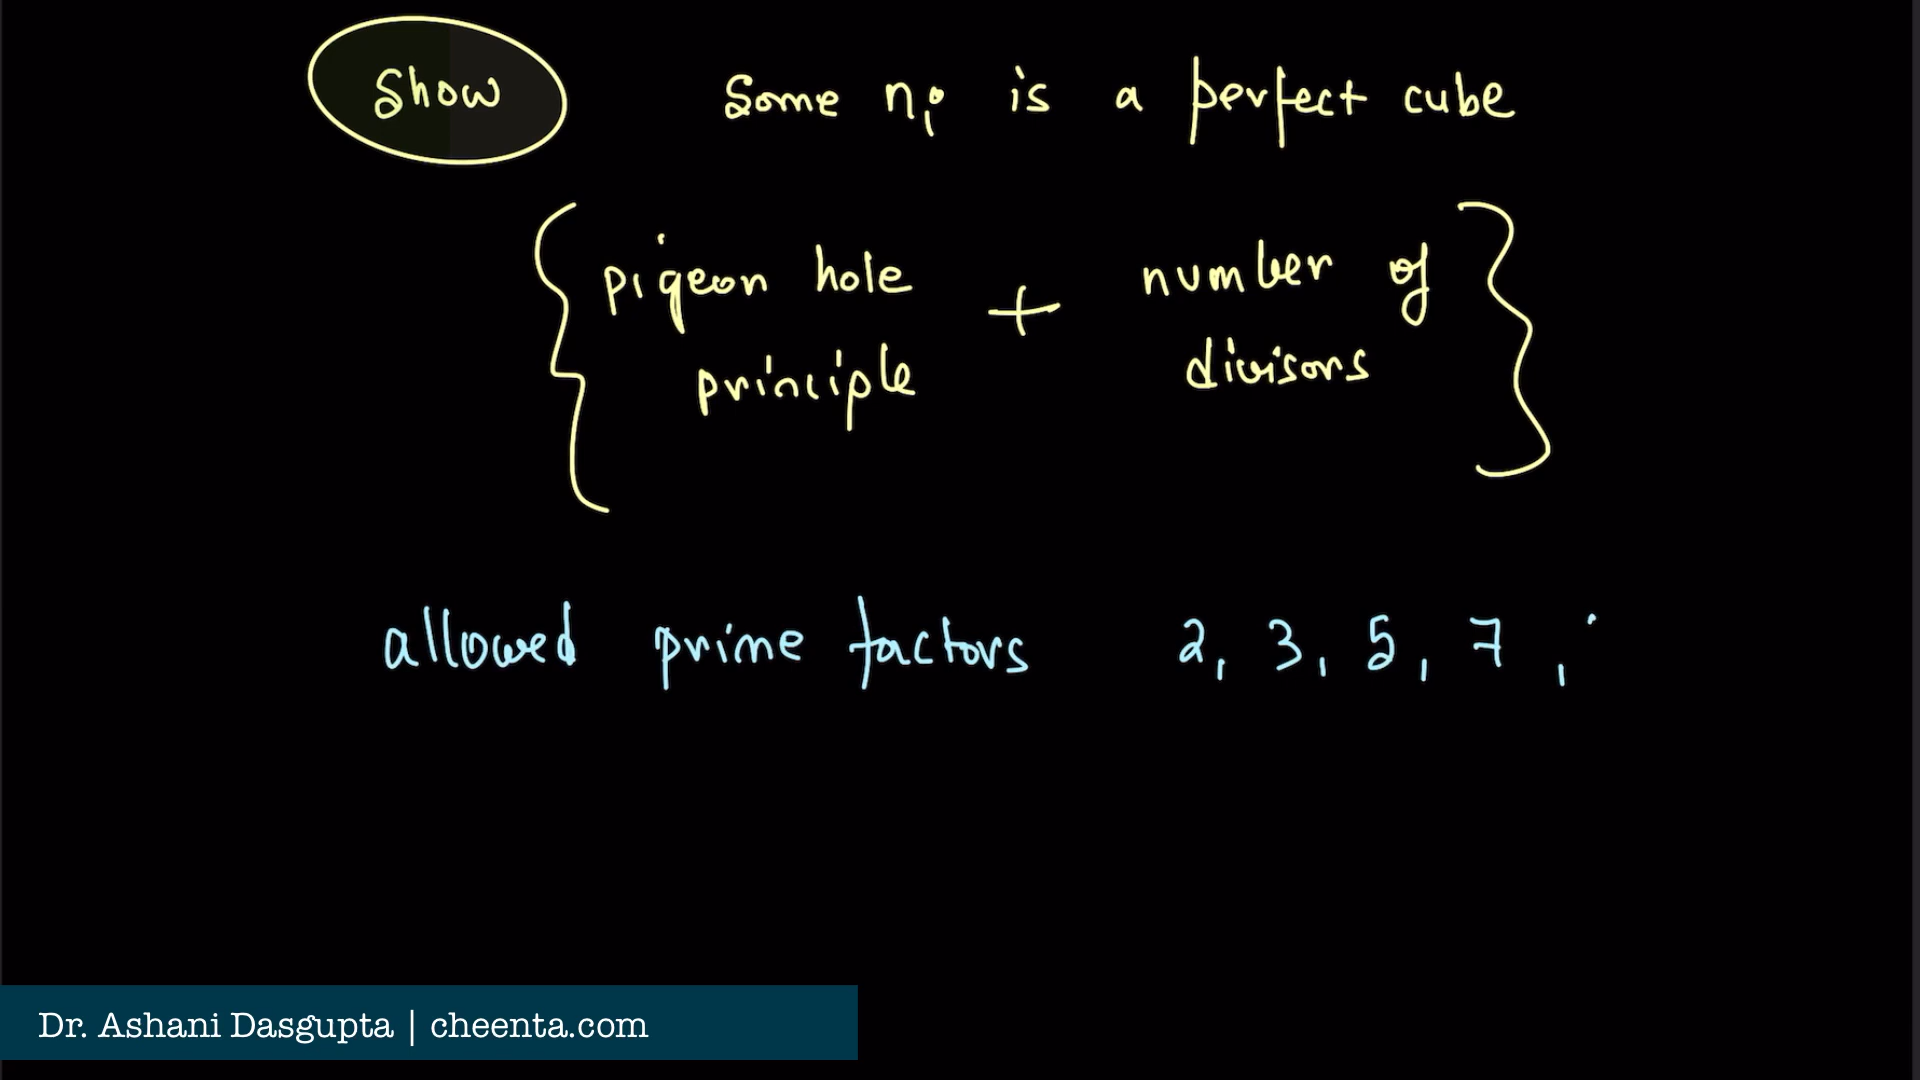 Show Some ni is a perfect cube
pigeon hole + number of
principle divisors
allowed prime factors 2, 3, 5, 7,
Dr. Ashani Dasgupta | cheenta.com